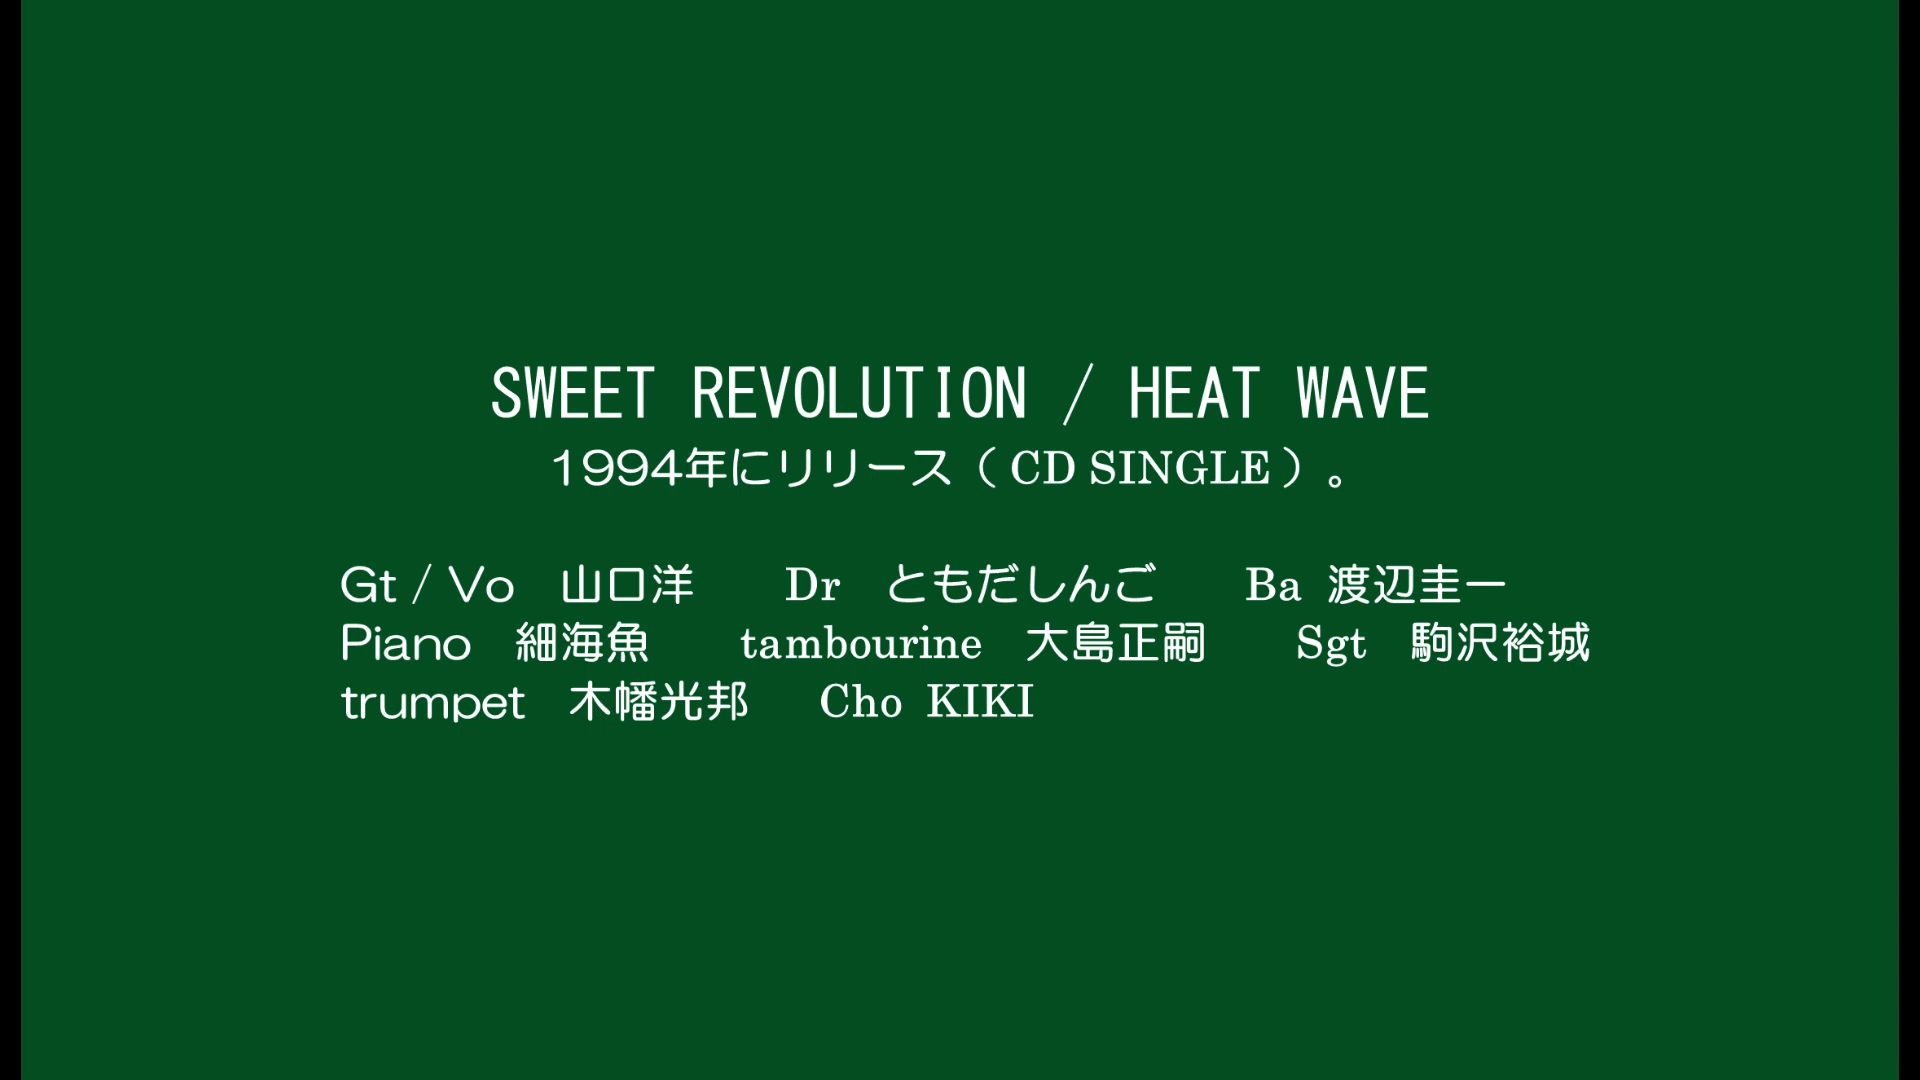 SWEET REVOLUTION / HEAT WAVE
1994年にリリース（CD SINGLE）。
Gt / Vo　山口洋　　Dr　ともだしんご　　Ba 渡辺圭一
Piano　細海魚　　tambourine　大島正嗣　　Sgt　駒沢裕城
trumpet　木幡光邦　　Cho KIKI